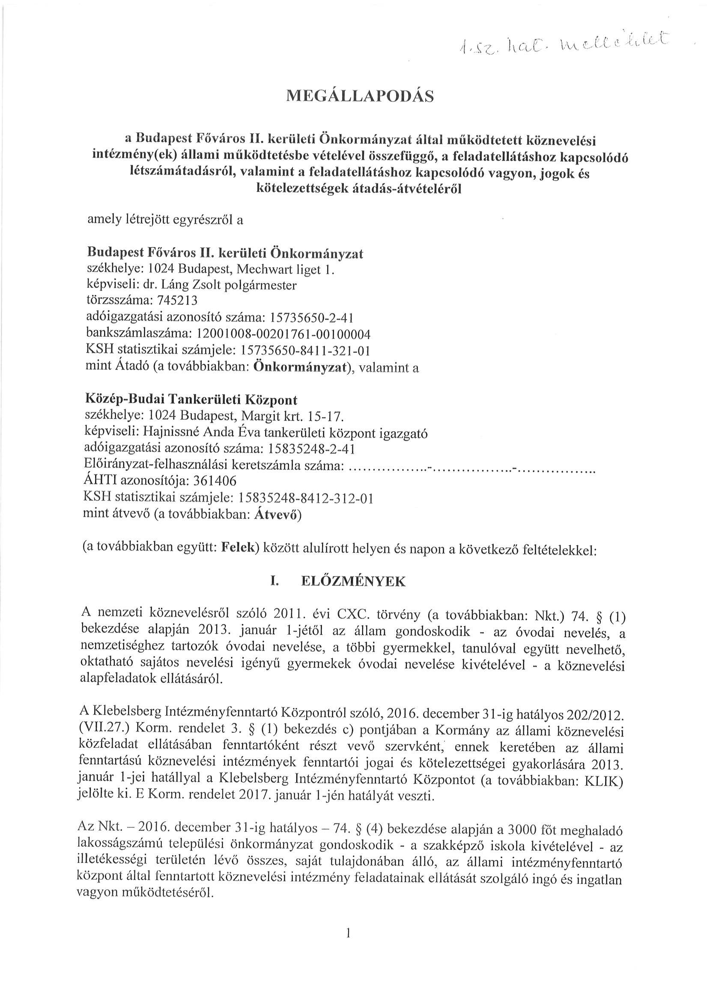 1.sz. hat. melléklet
MEGÁLLAPODÁS
a Budapest Főváros II. kerületi Önkormányzat által működtetett köznevelési
intézmény(ek) állami működtetésbe vételével összefüggő, a feladatellátáshoz kapcsolódó
létszámátadásról, valamint a feladatellátáshoz kapcsolódó vagyon, jogok és
kötelezettségek átadás-átvételéről
amely létrejött egyrészről a
Budapest Főváros II. kerületi Önkormányzat
székhelye: 1024 Budapest, Mechwart liget 1.
képviseli: dr. Láng Zsolt polgármester
törzsszáma: 745213
adóigazgatási azonosító száma: 15735650-2-41
bankszámlaszáma: 12001008-00201761-00100004
KSH statisztikai számjele: 15735650-8411-321-01
mint Átadó (a továbbiakban: Önkormányzat), valamint a
Közép-Budai Tankerületi Központ
székhelye: 1024 Budapest, Margit krt. 15-17.
képviseli: Hajnissné Anda Éva tankerületi központ igazgató
adóigazgatási azonosító száma: 15835248-2-41
Előirányzat-felhasználási keretszámla száma: ..................-..................-..................
ÁHTI azonosítója: 361406
KSH statisztikai számjele: 15835248-8412-312-01
mint átvevő (a továbbiakban: Átvevő)
(a továbbiakban együtt: Felek) között alulírott helyen és napon a következő feltételekkel:
I. ELŐZMÉNYEK
A nemzeti köznevelésről szóló 2011. évi CXC. törvény (a továbbiakban: Nkt.) 74. § (1)
bekezdése alapján 2013. január 1-jétől az állam gondoskodik - az óvodai nevelés, a
nemzetiséghez tartozók óvodai nevelése, a többi gyermekkel, tanulóval együtt nevelhető,
oktatható sajátos nevelési igényű gyermekek óvodai nevelése kivételével - a köznevelési
alapfeladatok ellátásáról.
A Klebelsberg Intézményfenntartó Központról szóló, 2016. december 31-ig hatályos 202/2012.
(VII.27.) Korm. rendelet 3. § (1) bekezdés c) pontjában a Kormány az állami köznevelési
közfeladat ellátásában fenntartóként részt vevő szervként, ennek keretében az állami
fenntartású köznevelési intézmények fenntartói jogai és kötelezettségei gyakorlására 2013.
január 1-jei hatállyal a Klebelsberg Intézményfenntartó Központot (a továbbiakban: KLIK)
jelölte ki. E Korm. rendelet 2017. január 1-jén hatályát veszti.
Az Nkt. – 2016. december 31-ig hatályos – 74. § (4) bekezdése alapján a 3000 főt meghaladó
lakosságszámú települési önkormányzat gondoskodik - a szakképző iskola kivételével - az
illetékességi területén lévő összes, saját tulajdonában álló, az állami intézményfenntartó
központ által fenntartott köznevelési intézmény feladatainak ellátását szolgáló ingó és ingatlan
vagyon működtetéséről.
1